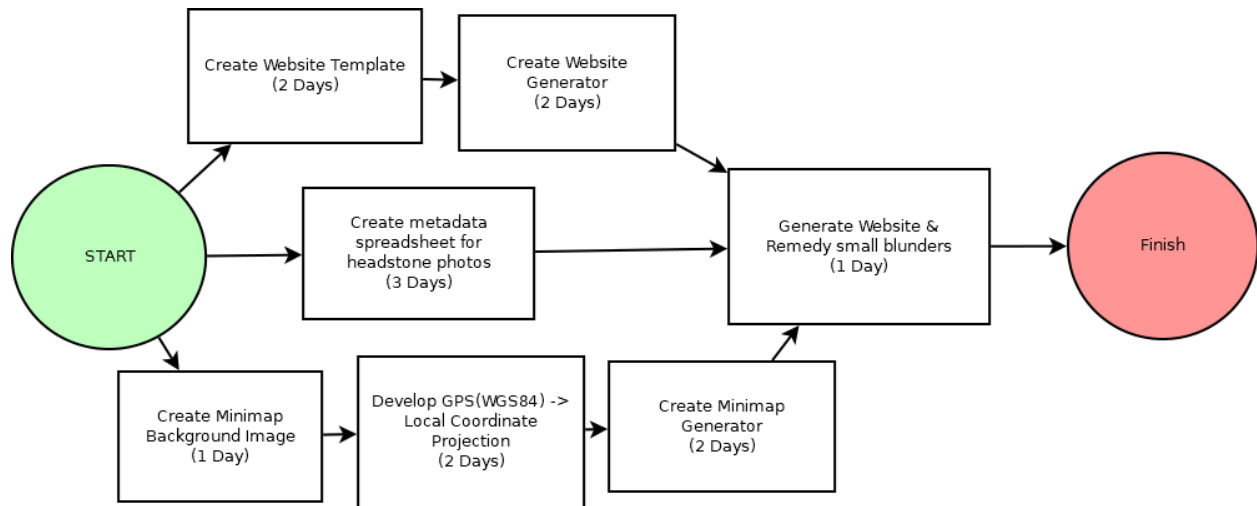 Create Website Template
(2 Days)
Create Website
Generator
(2 Days)
START
Create metadata
spreadsheet for
headstone photos
(3 Days)
Generate Website &
Remedy small blunders
(1 Day)
Finish
Create Minimap
Background Image
(1 Day)
Develop GPS(WGS84) ->
Local Coordinate
Projection
(2 Days)
Create Minimap
Generator
(2 Days)